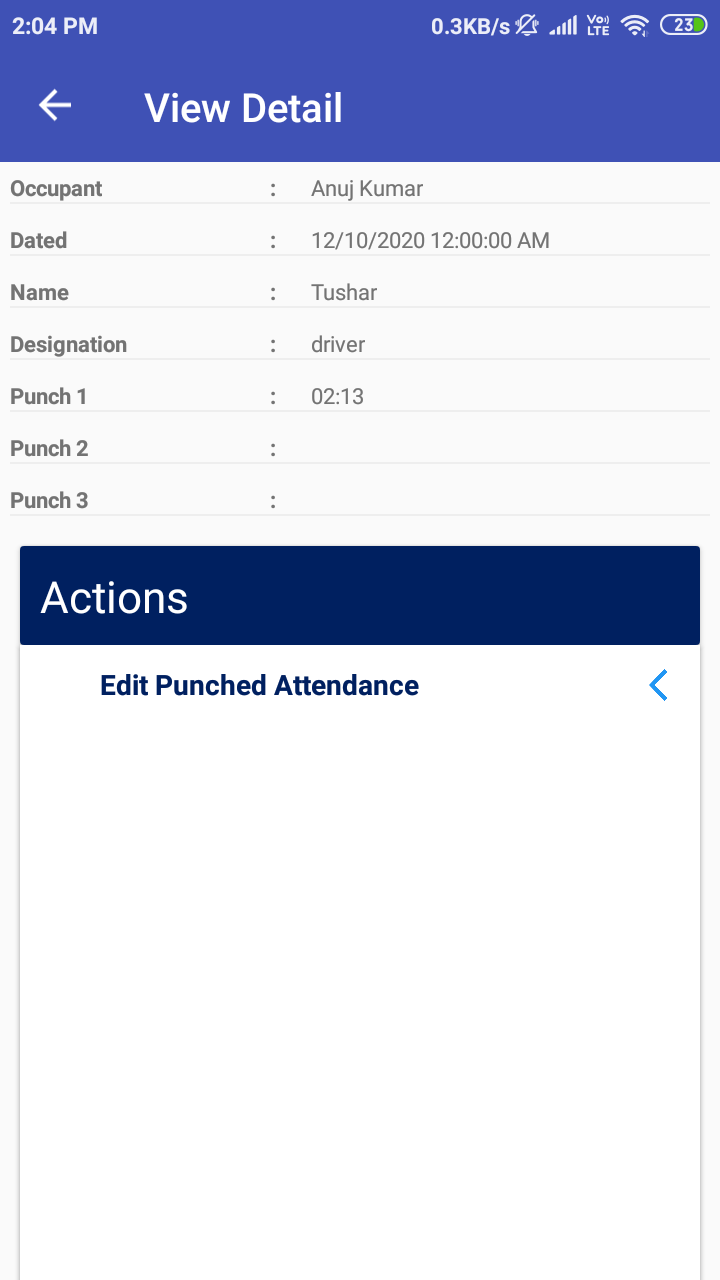 2:04 PM 0.3KB/s Vo) LTE 23
View Detail
Occupant : Anuj Kumar
Dated : 12/10/2020 12:00:00 AM
Name : Tushar
Designation : driver
Punch 1 : 02:13
Punch 2 :
Punch 3 :
Actions
Edit Punched Attendance